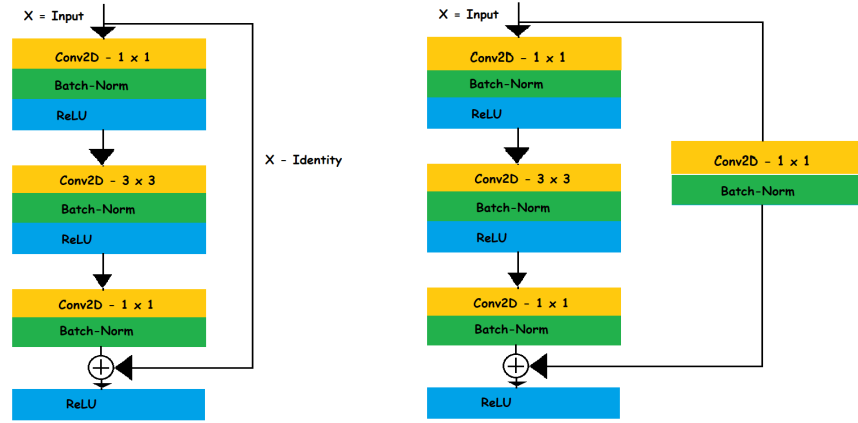 X = Input
Conv2D - 1 x 1
Batch-Norm
ReLU
X - Identity
Conv2D - 3 x 3
Batch-Norm
ReLU
Conv2D - 1 x 1
Batch-Norm
ReLU
X = Input
Conv2D - 1 x 1
Batch-Norm
ReLU
Conv2D - 1 x 1
Batch-Norm
Conv2D - 3 x 3
Batch-Norm
ReLU
Conv2D - 1 x 1
Batch-Norm
ReLU